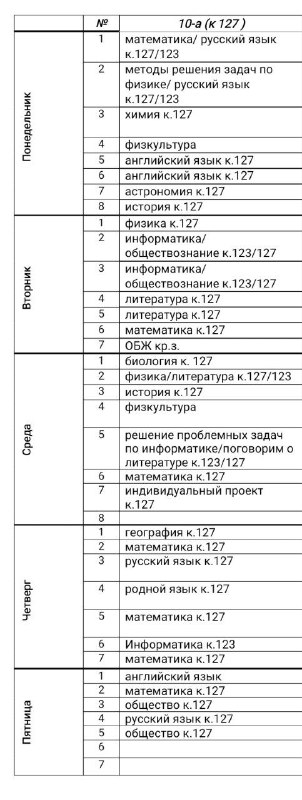 № 10-а (к 127 )
Понедельник
1 математика/ русский язык
к.127/123
2 методы решения задач по
физике/ русский язык
к.127/123
3 химия к.127
4 физкультура
5 английский язык к.127
6 английский язык к.127
7 астрономия к.127
8 история к.127
Вторник
1 физика к.127
2 информатика/
обществознание к.123/127
3 информатика/
обществознание к.123/127
4 литература к.127
5 литература к.127
6 математика к.127
7 ОБЖ кр.з.
Среда
1 биология к. 127
2 физика/литература к.127/123
3 история к.127
4 физкультура
5 решение проблемных задач
по информатике/поговорим о
литературе к.123/127
6 математика к.127
7 индивидуальный проект
к.127
8
Четверг
1 география к.127
2 математика к.127
3 русский язык к.127
4 родной язык к.127
5 математика к.127
6 Информатика к.123
7 математика к.127
Пятница
1 английский язык
2 математика к.127
3 общество к.127
4 русский язык к.127
5 общество к.127
6
7